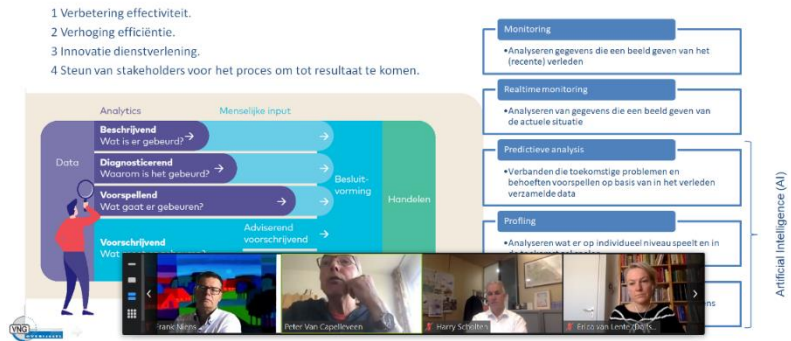 1 Verbetering effectiviteit.
2 Verhoging efficiëntie.
3 Innovatie dienstverlening.
4 Steun van stakeholders voor het proces om tot resultaat te komen.
Analytics
Menselijke input
Data
Beschrijvend
Wat is er gebeurd?
Diagnosticerend
Waarom is het gebeurd?
Voorspellend
Wat gaat er gebeuren?
Voorschrijvend
Wat
Adviserend
voorschrijvend
Besluit-
vorming
Handelen
Monitoring
•Analyseren gegevens die een beeld geven van het
(recente) verleden
Realtime monitoring
•Analyseren van gegevens die een beeld geven van
de actuele situatie
Predictieve analysis
•Verbanden die toekomstige problemen en
behoeften voorspellen op basis van in het verleden
verzamelde data
Profling
•Analyseren wat er op individueel niveau speelt en in
Artificial Intelligence (AI)
Frank Niens
Peter Van Capelleveen
Harry Scholten
Erica van Lente
VNG